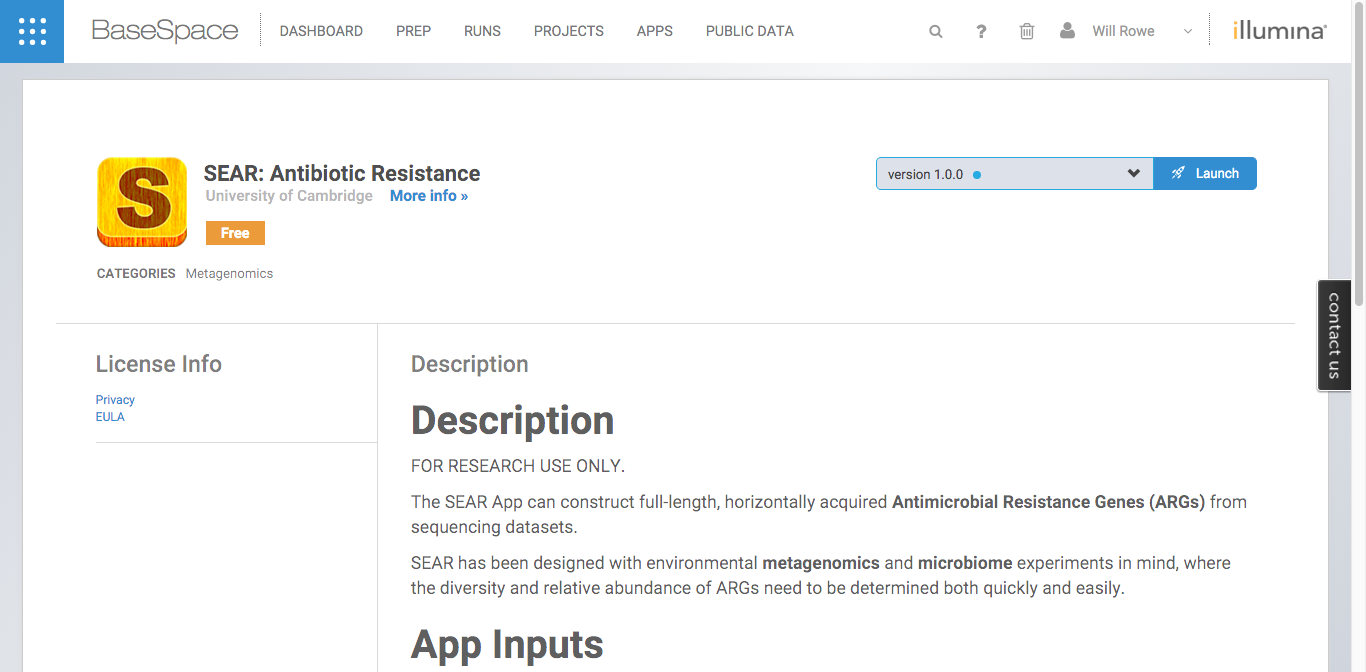 BaseSpace DASHBOARD PREP RUNS PROJECTS APPS PUBLIC DATA ? Will Rowe illumina®
S
SEAR: Antibiotic Resistance
University of Cambridge More info »
Free
version 1.0.0 Launch
CATEGORIES Metagenomics
contact us
License Info
Privacy
EULA
Description
Description
FOR RESEARCH USE ONLY.
The SEAR App can construct full-length, horizontally acquired Antimicrobial Resistance Genes (ARGs) from
sequencing datasets.
SEAR has been designed with environmental metagenomics and microbiome experiments in mind, where
the diversity and relative abundance of ARGs need to be determined both quickly and easily.
App Inputs